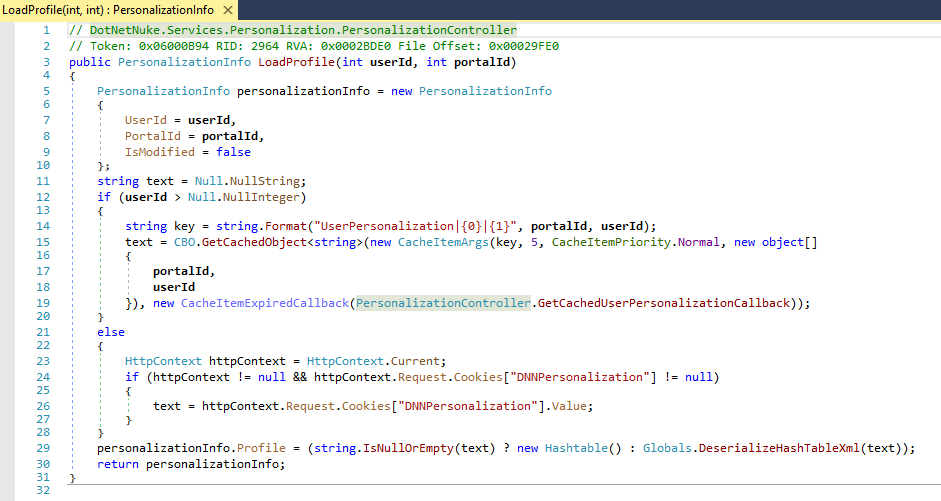 LoadProfile(int, int) : PersonalizationInfo ×
1 // DotNetNuke.Services.Personalization.PersonalizationController
2 // Token: 0x06000B94 RID: 2964 RVA: 0x0002BDE0 File Offset: 0x00029FE0
3 public PersonalizationInfo LoadProfile(int userId, int portalId)
4 {
5     PersonalizationInfo personalizationInfo = new PersonalizationInfo
6     {
7         UserId = userId,
8         PortalId = portalId,
9         IsModified = false
10     };
11     string text = Null.NullString;
12     if (userId > Null.NullInteger)
13     {
14         string key = string.Format("UserPersonalization|{0}|{1}", portalId, userId);
15         text = CBO.GetCachedObject<string>(new CacheItemArgs(key, 5, CacheItemPriority.Normal, new object[]
16         {
17             portalId,
18             userId
19         }), new CacheItemExpiredCallback(PersonalizationController.GetCachedUserPersonalizationCallback));
20     }
21     else
22     {
23         HttpContext httpContext = HttpContext.Current;
24         if (httpContext != null && httpContext.Request.Cookies["DNNPersonalization"] != null)
25         {
26             text = httpContext.Request.Cookies["DNNPersonalization"].Value;
27         }
28     }
29     personalizationInfo.Profile = (string.IsNullOrEmpty(text) ? new Hashtable() : Globals.DeserializeHashTableXml(text));
30     return personalizationInfo;
31 }
32